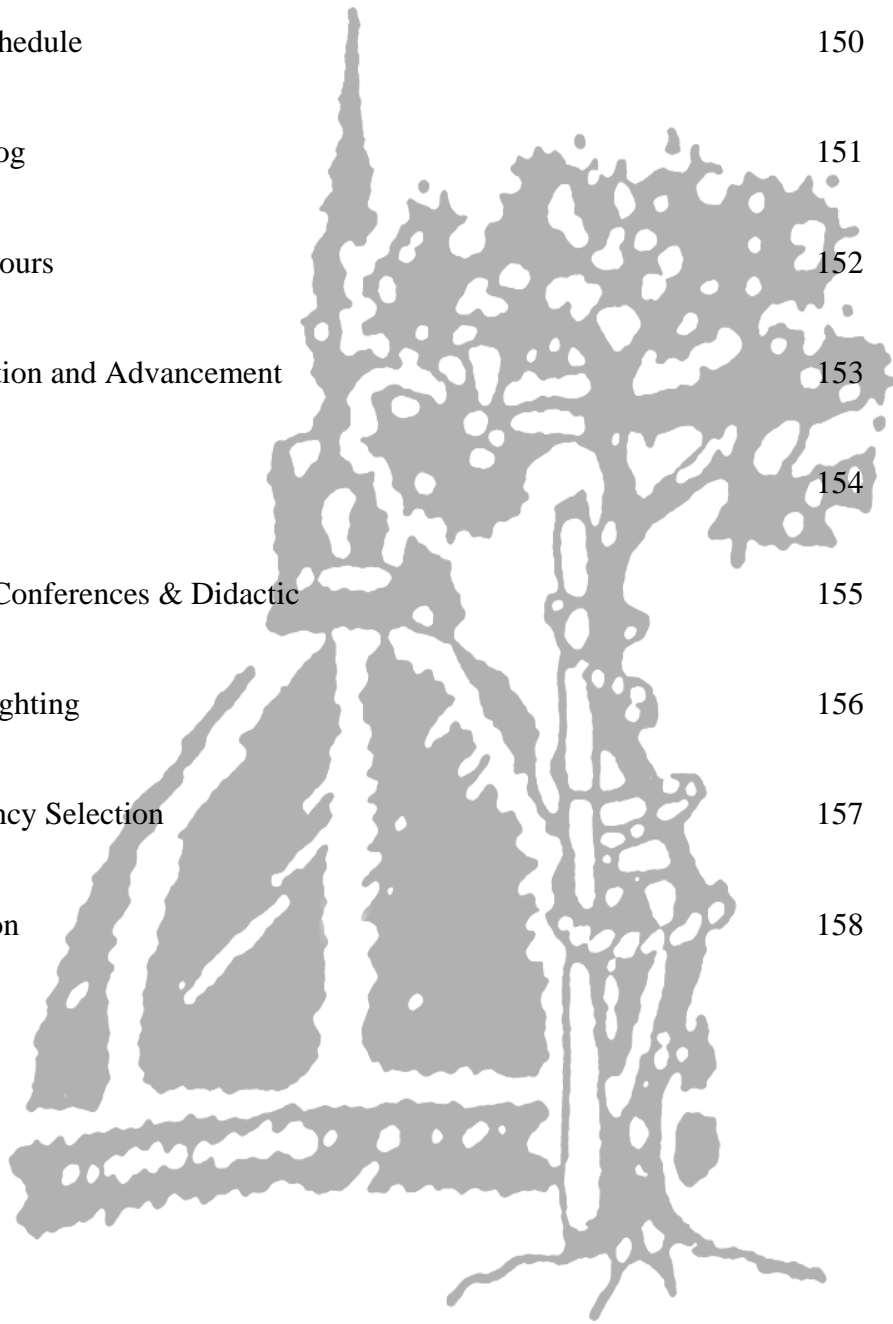 hedule 150
og 151
ours 152
tion and Advancement 153
154
Conferences & Didactic 155
ghting 156
ncy Selection 157
on 158